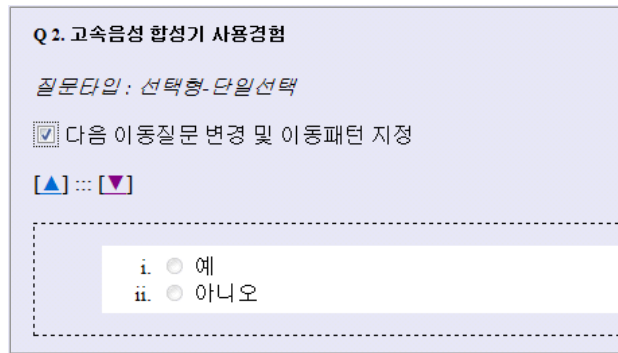 Q 2. 고속음성 합성기 사용경험
질문타입 : 선택형-단일선택
다음 이동질문 변경 및 이동패턴 지정
[▲] ::: [▼]
i. 예
ii. 아니오